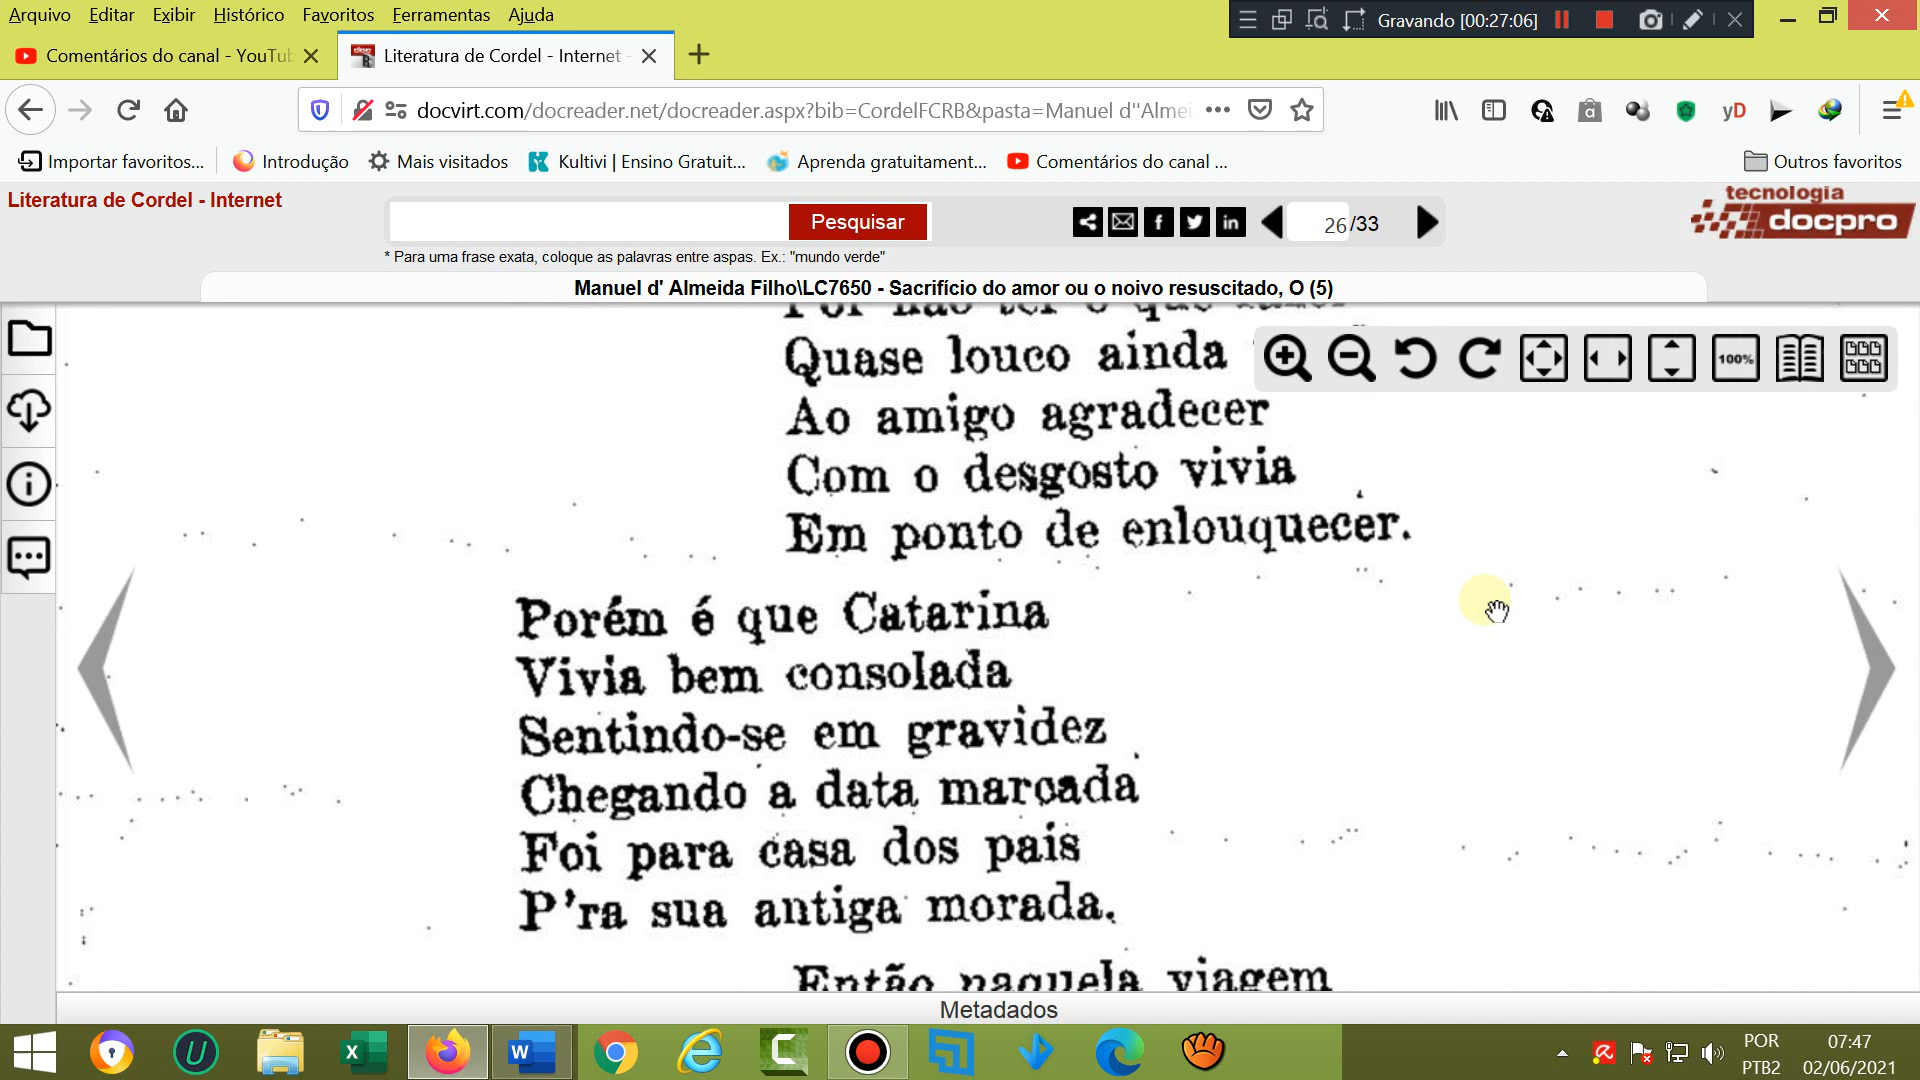 Arquivo Editar Exibir Histórico Favoritos Ferramentas Ajuda
Gravando [00:27:06]
Comentários do canal - YouTub
Literatura de Cordel - Internet -
docvirt.com/docreader.net/docreader.aspx?bib=CordelFCRB&pasta=Manuel d''Almei
yD
Importar favoritos...
Introdução
Mais visitados
Kultivi | Ensino Gratuit...
Aprenda gratuitament...
Comentários do canal ...
Outros favoritos
Literatura de Cordel - Internet
Pesquisar
26/33
tecnologia
docpro
* Para uma frase exata, coloque as palavras entre aspas. Ex.: "mundo verde"
Manuel d' Almeida Filho\LC7650 - Sacrifício do amor ou o noivo resuscitado, O (5)
100%
Por não ter o que
Quase louco ainda
Ao amigo agradecer
Com o desgosto vivia
Em ponto de enlouquecer.
Porém é que Catarina
Vivia bem consolada
Sentindo-se em gravidez
Chegando a data marcada
Foi para casa dos pais
P'ra sua antiga morada.
Então naquela viagem
Metadados
POR
PTB2
07:47
02/06/2021